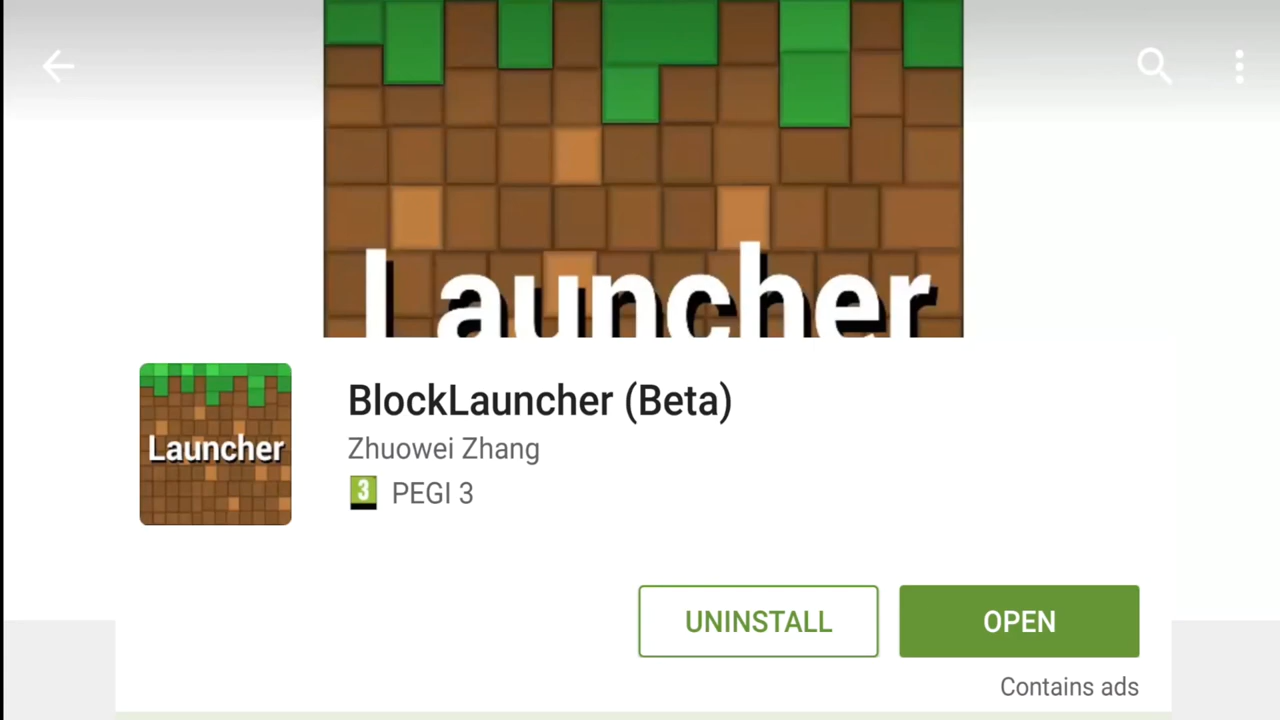 Launcher
Launcher
BlockLauncher (Beta)
Zhuowei Zhang
3 PEGI 3
UNINSTALL OPEN
Contains ads